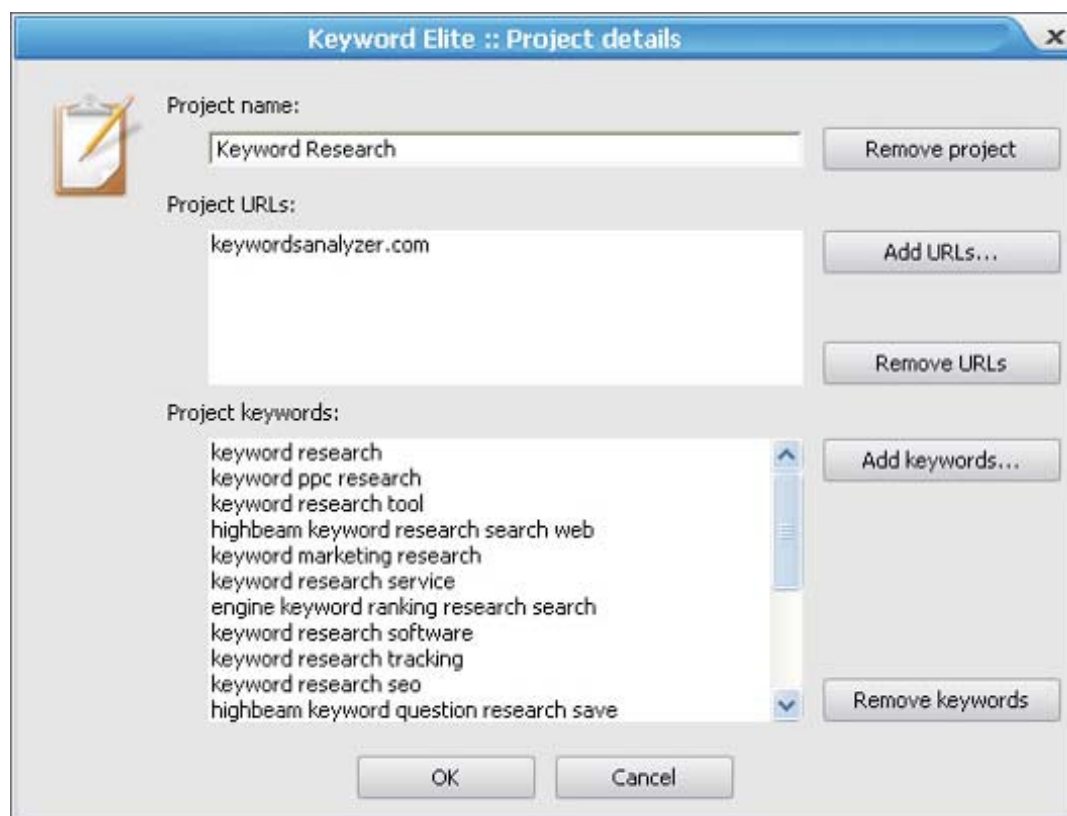 Keyword Elite :: Project details
x
Project name:
Keyword Research
Remove project
Project URLs:
keywordsanalyzer.com
Add URLs...
Remove URLs
Project keywords:
keyword research
keyword ppc research
keyword research tool
highbeam keyword research search web
keyword marketing research
keyword research service
engine keyword ranking research search
keyword research software
keyword research tracking
keyword research seo
highbeam keyword question research save
Add keywords...
Remove keywords
OK
Cancel